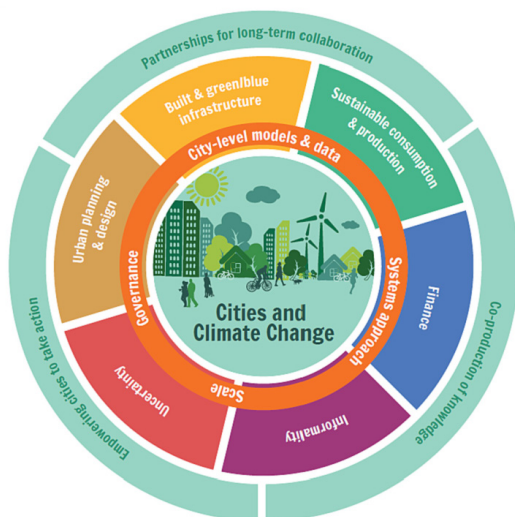 Partnerships for long-term collaboration
Built & green/blue
infrastructure
Sustainable consumption
& production
City-level models & data
Urban planning
& design
Governance
Systems approach
Finance
Cities and
Climate Change
Scale
Uncertainty
Informality
Empowering cities to take action
Co-production of knowledge